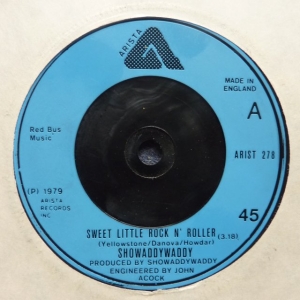 ARISTA
MADE IN
ENGLAND
A
Red Bus
Music
ARIST 278
(P) 1979
ARISTA
RECORDS
INC.
45
SWEET LITTLE ROCK N' ROLLER (3.18)
(Yellowstone/Danova/Howdar)
SHOWADDYWADDY
PRODUCED BY SHOWADDYWADDY
ENGINEERED BY JOHN
ACOCK